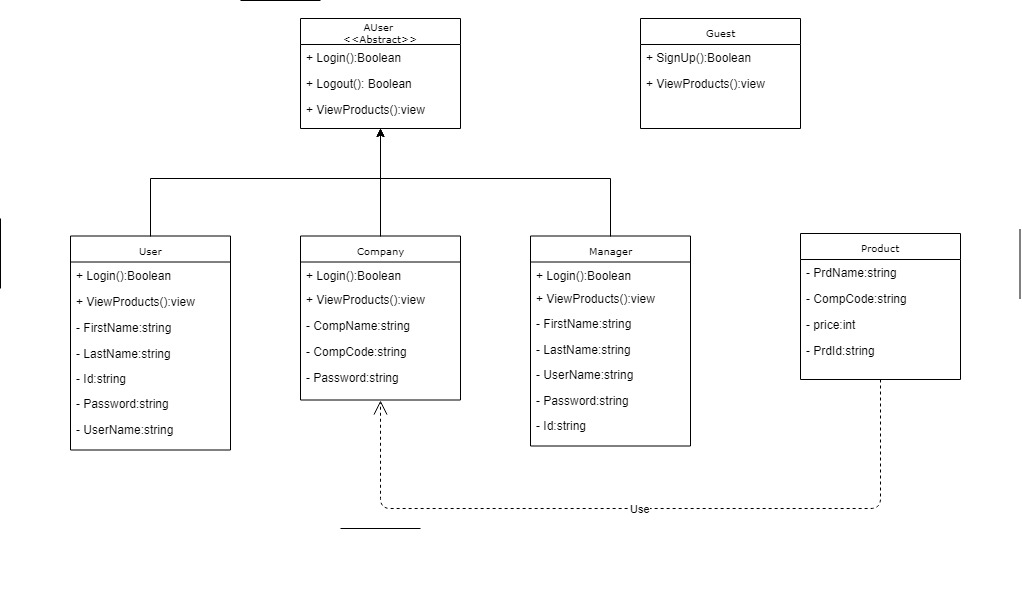 AUser
<<Abstract>>
+ Login():Boolean
+ Logout(): Boolean
+ ViewProducts():view
Guest
+ SignUp():Boolean
+ ViewProducts():view
User
+ Login():Boolean
+ ViewProducts():view
- FirstName:string
- LastName:string
- Id:string
- Password:string
- UserName:string
Company
+ Login():Boolean
+ ViewProducts():view
- CompName:string
- CompCode:string
- Password:string
Manager
+ Login():Boolean
+ ViewProducts():view
- FirstName:string
- LastName:string
- UserName:string
- Password:string
- Id:string
Product
- PrdName:string
- CompCode:string
- price:int
- PrdId:string
Use